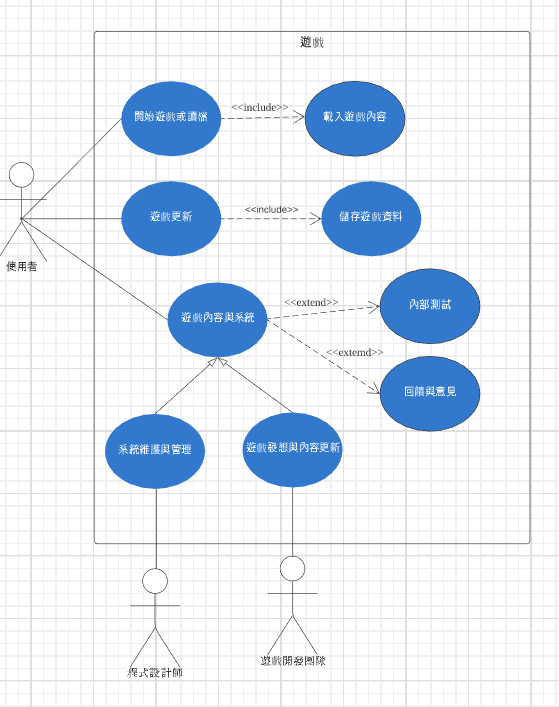 遊戲
開始遊戲或讀檔
<<include>>
載入遊戲內容
遊戲更新
<<include>>
儲存遊戲資料
使用者
遊戲內容與系統
<<extend>>
內部測試
<<extemd>>
回饋與意見
系統維護與管理
遊戲發想與內容更新
程式設計師
遊戲開發團隊